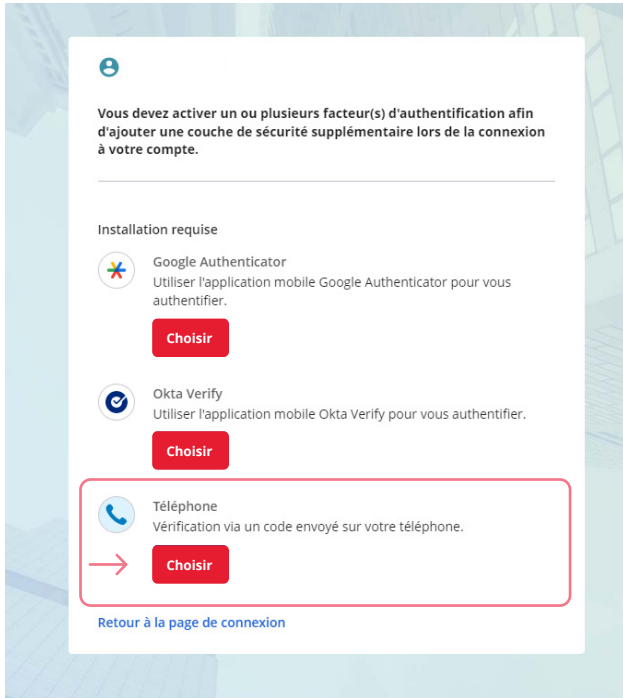 Vous devez activer un ou plusieurs facteur(s) d'authentification afin
d'ajouter une couche de sécurité supplémentaire lors de la connexion
à votre compte.
Installation requise
Google Authenticator
Utiliser l'application mobile Google Authenticator pour vous
authentifier.
Choisir
Okta Verify
Utiliser l'application mobile Okta Verify pour vous authentifier.
Choisir
Téléphone
Vérification via un code envoyé sur votre téléphone.
Choisir
Retour à la page de connexion